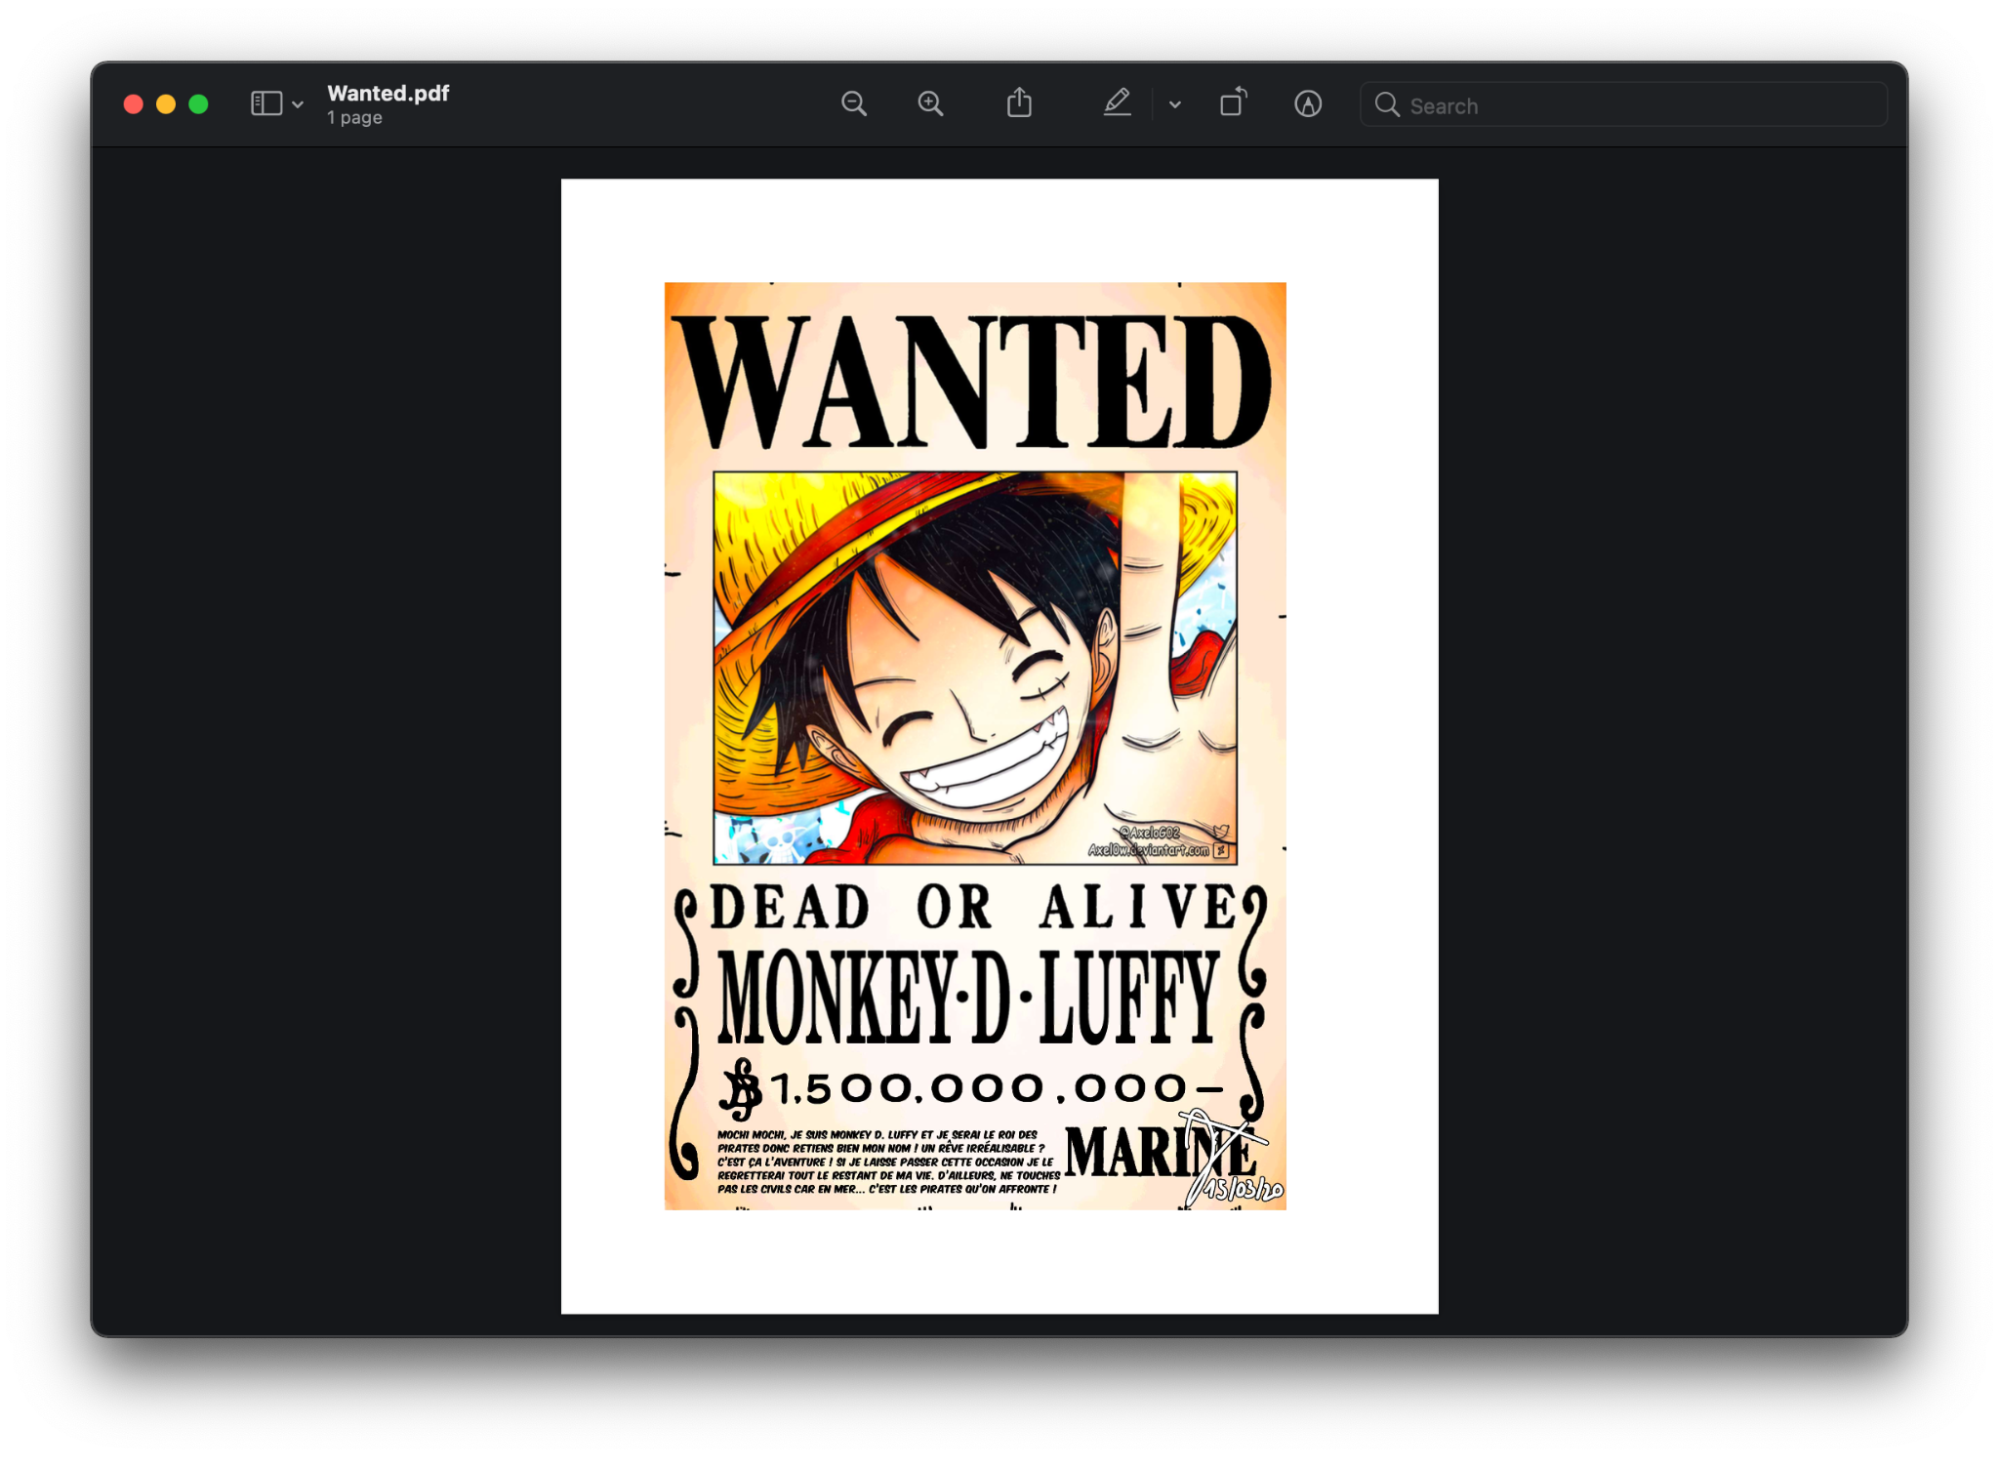 Wanted.pdf
1 page
Search
WANTED
@AxeloG02
Axel0w.deviantart.com
DEAD OR ALIVE
MONKEY·D·LUFFY
฿1,500,000,000-
MOCHI MOCHI, JE SUIS MONKEY D. LUFFY ET JE SERAI LE ROI DES
PIRATES DONC RETIENS BIEN MON NOM ! UN RÊVE IRRÉALISABLE ?
C'EST ÇA L'AVENTURE ! SI JE LAISSE PASSER CETTE OCCASION JE LE
REGRETTERAI TOUT LE RESTANT DE MA VIE. D'AILLEURS, NE TOUCHES
PAS LES CIVILS CAR EN MER... C'EST LES PIRATES QU'ON AFFRONTE !
MARINE
15/03/20